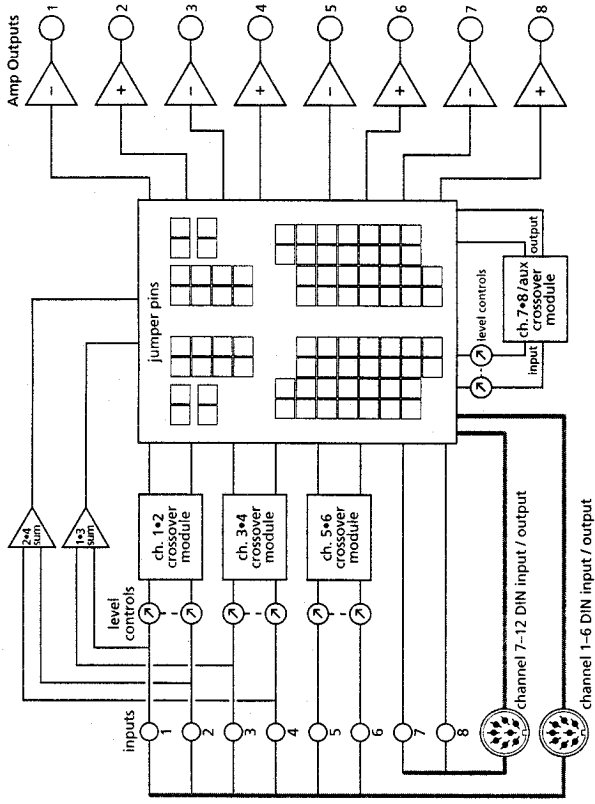 Amp Outputs
1
2
3
4
5
6
7
8
−
+
−
+
−
+
−
+
jumper pins
2•4
sum
1•3
sum
ch. 1•2
crossover
module
ch. 3•4
crossover
module
ch. 5•6
crossover
module
ch.7•8/aux
crossover
module
input
output
level controls
level
controls
inputs
1
2
3
4
5
6
7
8
channel 7–12 DIN input / output
channel 1–6 DIN input / output